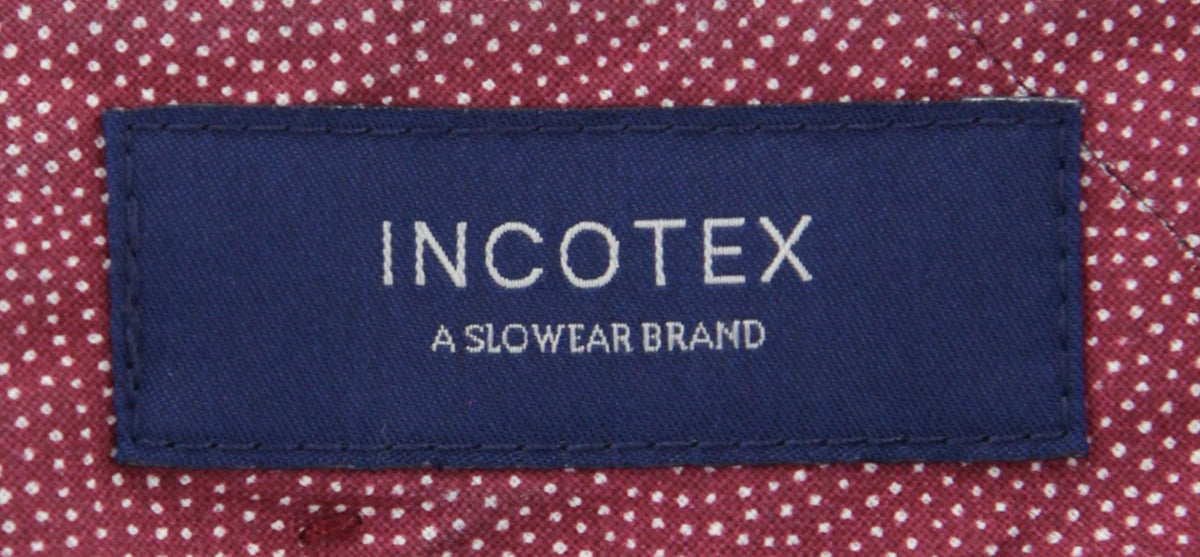 INCOTEX
A SLOWEAR BRAND